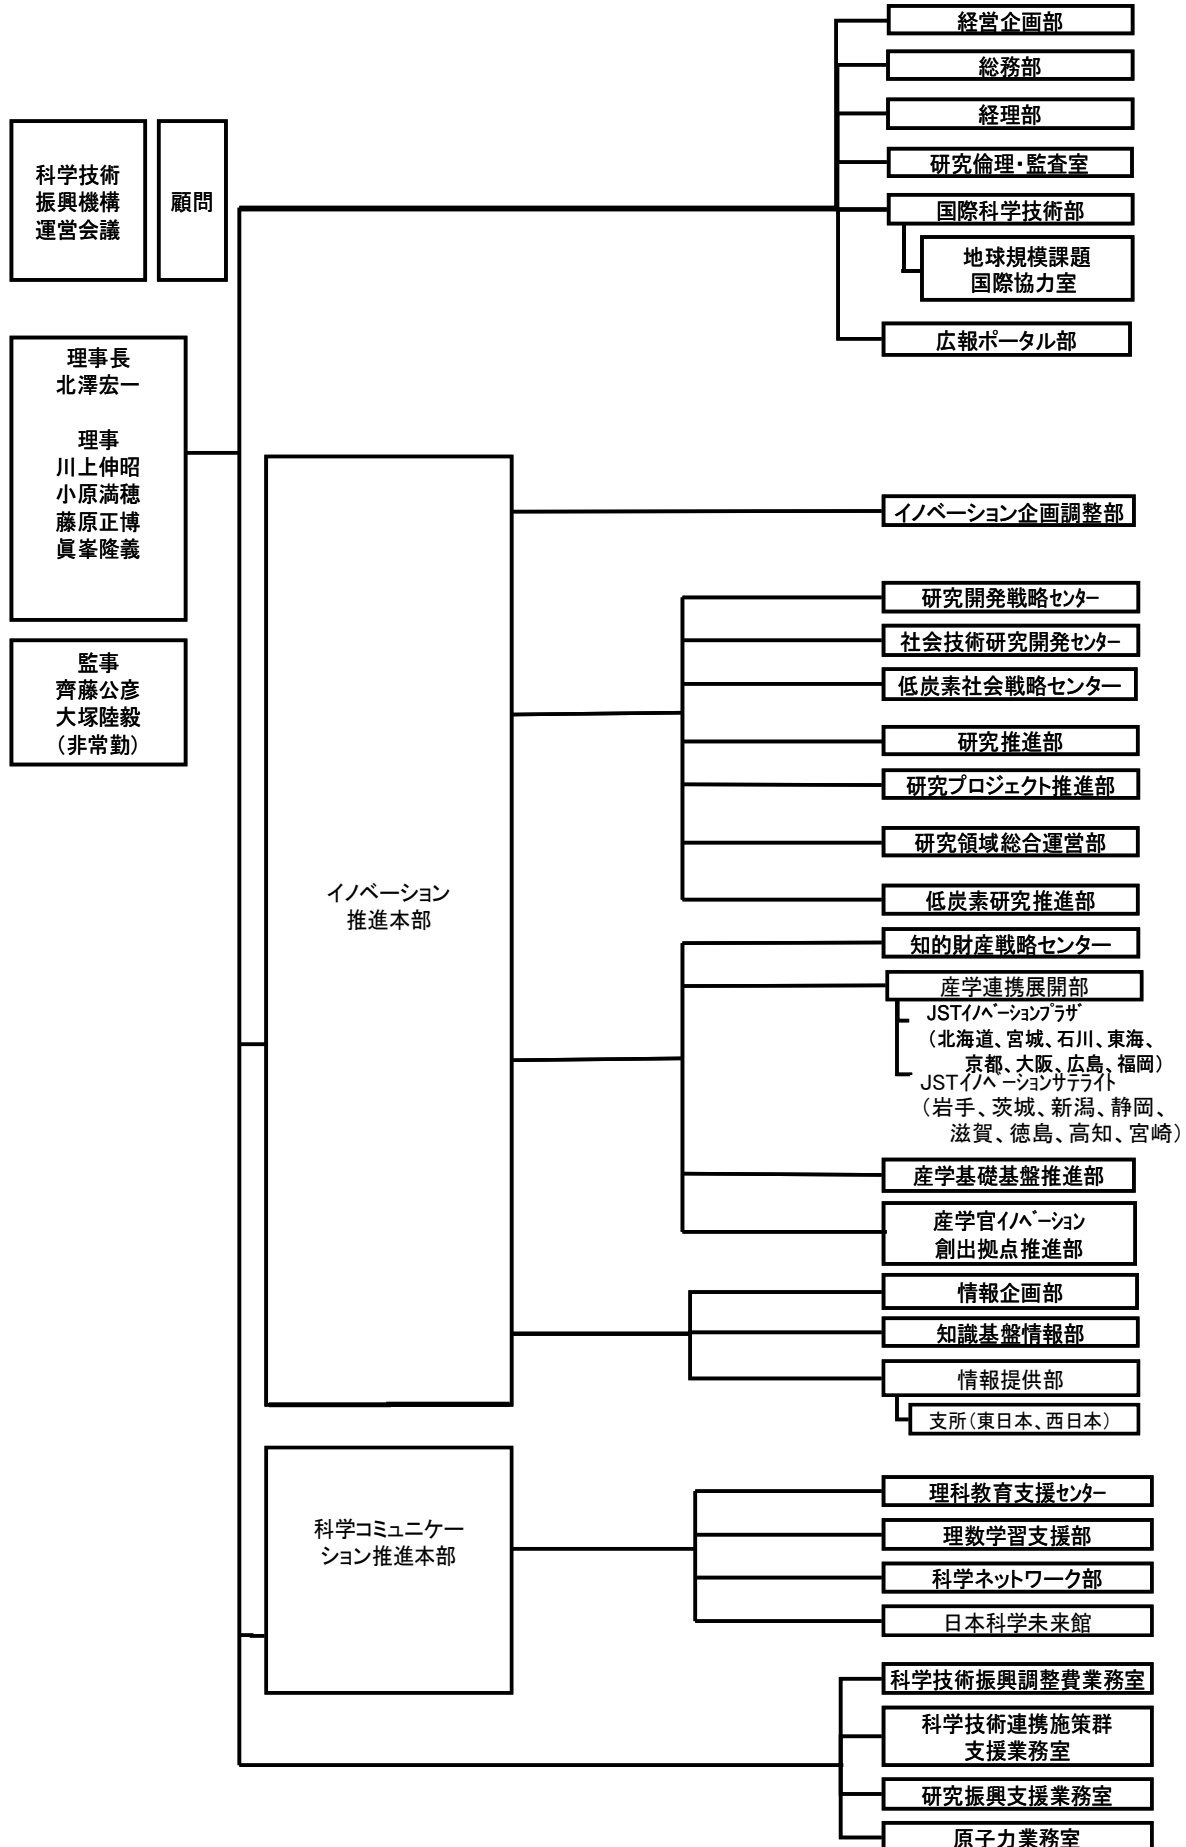 科学技術
振興機構
運営会議
顧問
理事長
北澤宏一
理事
川上伸昭
小原満穂
藤原正博
眞峯隆義
監事
齊藤公彦
大塚陸毅
(非常勤)
経営企画部
総務部
経理部
研究倫理・監査室
国際科学技術部
地球規模課題
国際協力室
広報ポータル部
イノベーション
推進本部
イノベーション企画調整部
研究開発戦略センター
社会技術研究開発センター
低炭素社会戦略センター
研究推進部
研究プロジェクト推進部
研究領域総合運営部
低炭素研究推進部
知的財産戦略センター
産学連携展開部
JSTイノベーションプラザ
(北海道、宮城、石川、東海、
京都、大阪、広島、福岡)
JSTイノベーションサテライト
(岩手、茨城、新潟、静岡、
滋賀、徳島、高知、宮崎)
産学基礎基盤推進部
産学官イノベーション
創出拠点推進部
情報企画部
知識基盤情報部
情報提供部
支所(東日本、西日本)
科学コミュニケー
ション推進本部
理科教育支援センター
理数学習支援部
科学ネットワーク部
日本科学未来館
科学技術振興調整費業務室
科学技術連携施策群
支援業務室
研究振興支援業務室
原子力業務室